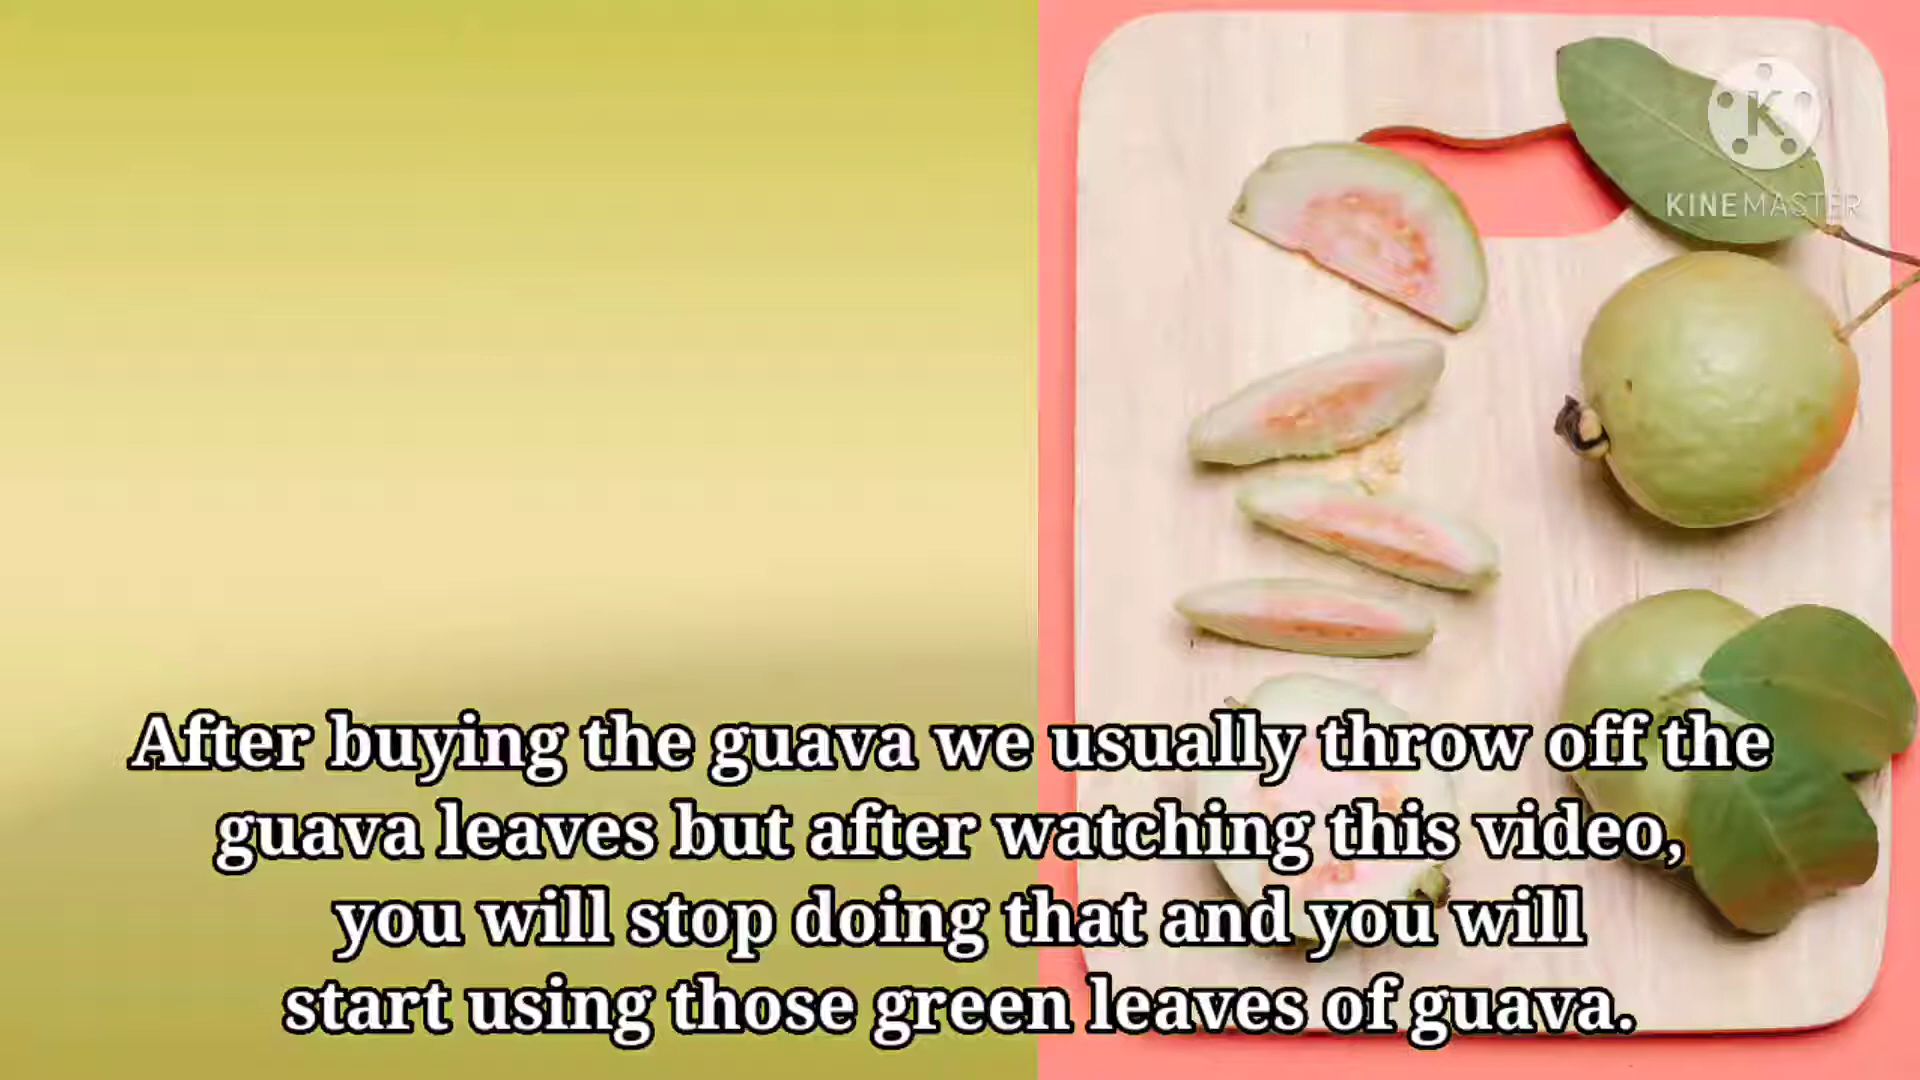 K
KINEMASTER
After buying the guava we usually throw off the
guava leaves but after watching this video,
you will stop doing that and you will
start using those green leaves of guava.